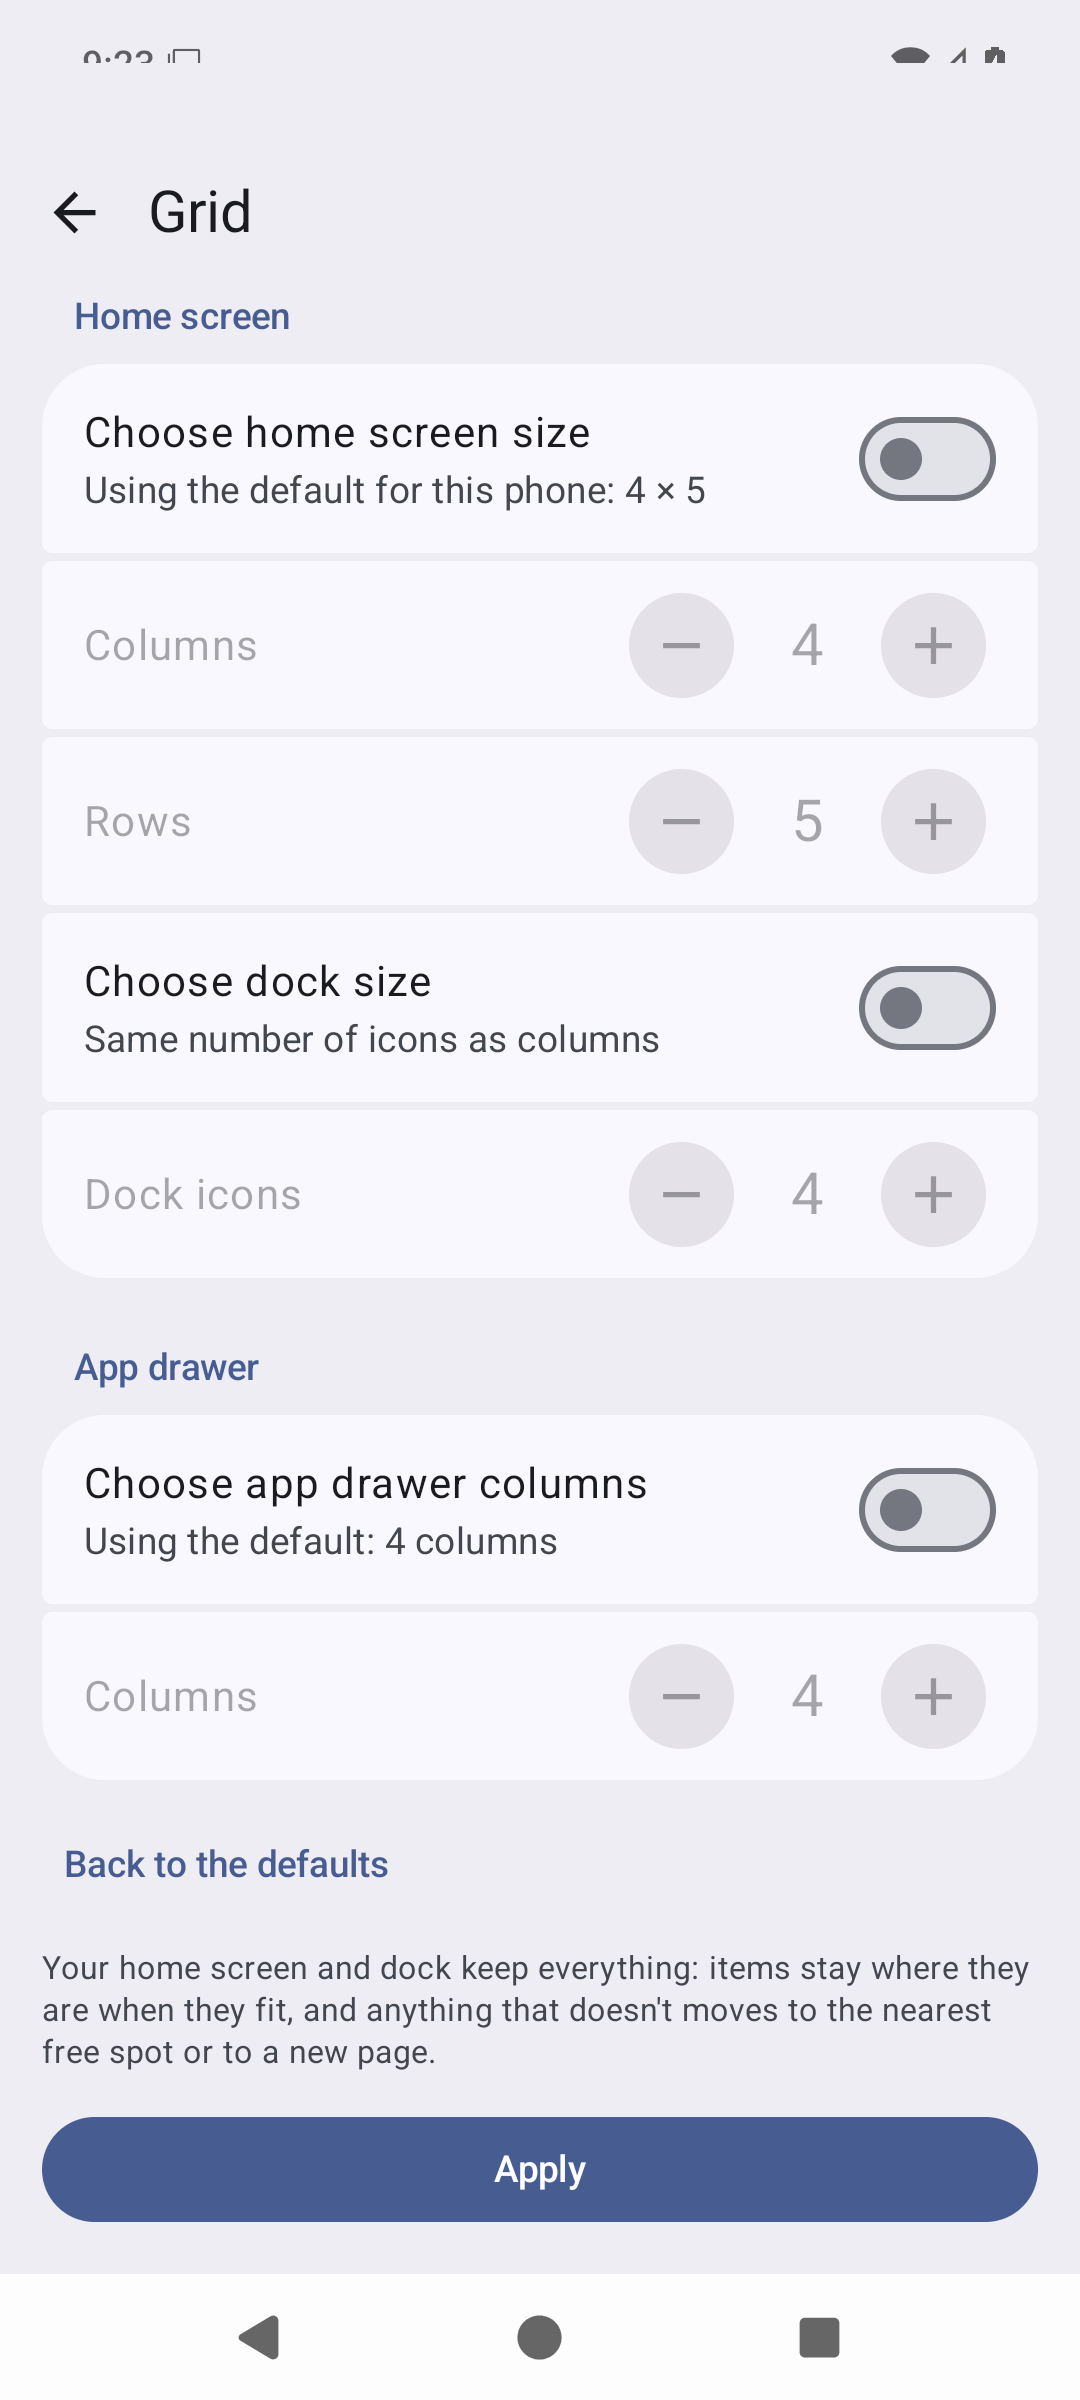 9:23
Grid
Home screen
Choose home screen size
Using the default for this phone: 4 × 5
Columns
4
Rows
5
Choose dock size
Same number of icons as columns
Dock icons
4
App drawer
Choose app drawer columns
Using the default: 4 columns
Columns
4
Back to the defaults
Your home screen and dock keep everything: items stay where they
are when they fit, and anything that doesn't moves to the nearest
free spot or to a new page.
Apply